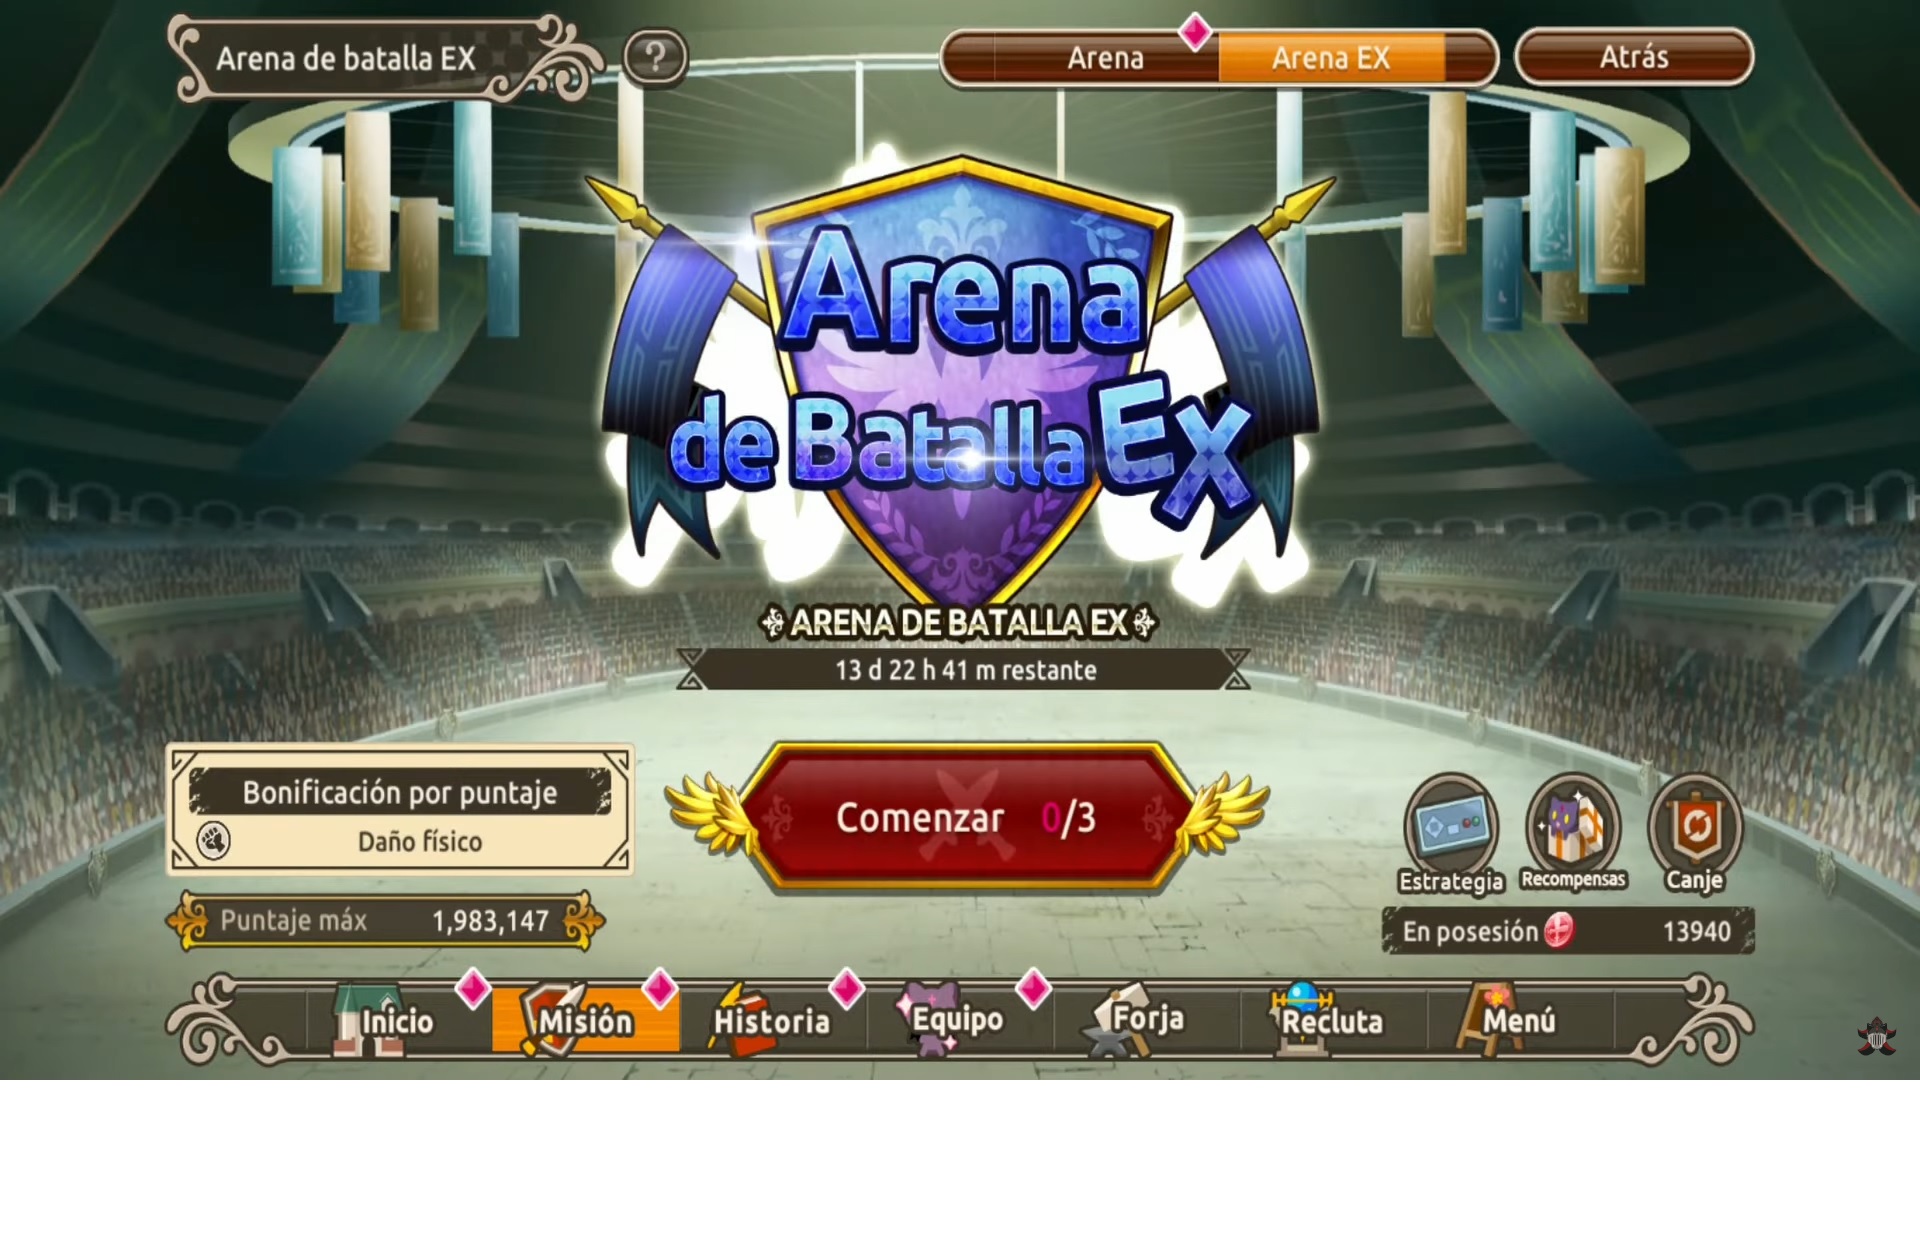 Arena de batalla EX
?
Arena
Arena EX
Atrás
Arena
de Batalla EX
ARENA DE BATALLA EX
13 d 22 h 41 m restante
Bonificación por puntaje
Daño físico
Comenzar 0/3
Puntaje máx 1,983,147
Estrategia
Recompensas
Canje
En posesión 13940
Inicio
Misión
Historia
Equipo
Forja
Recluta
Menú